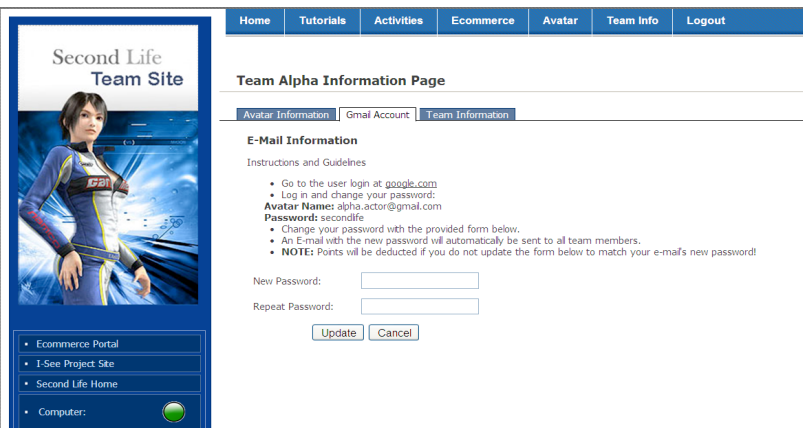 Home Tutorials Activities Ecommerce Avatar Team Info Logout
Second Life
Team Site
Team Alpha Information Page
Avatar Information Gmail Account Team Information
E-Mail Information
Instructions and Guidelines
• Go to the user login at google.com
• Log in and change your password:
Avatar Name: alpha.actor@gmail.com
Password: secondlife
• Change your password with the provided form below.
• An E-mail with the new password will automatically be sent to all team members.
• NOTE: Points will be deducted if you do not update the form below to match your e-mail's new password!
New Password:
Repeat Password:
Update Cancel
• Ecommerce Portal
• I-See Project Site
• Second Life Home
• Computer: